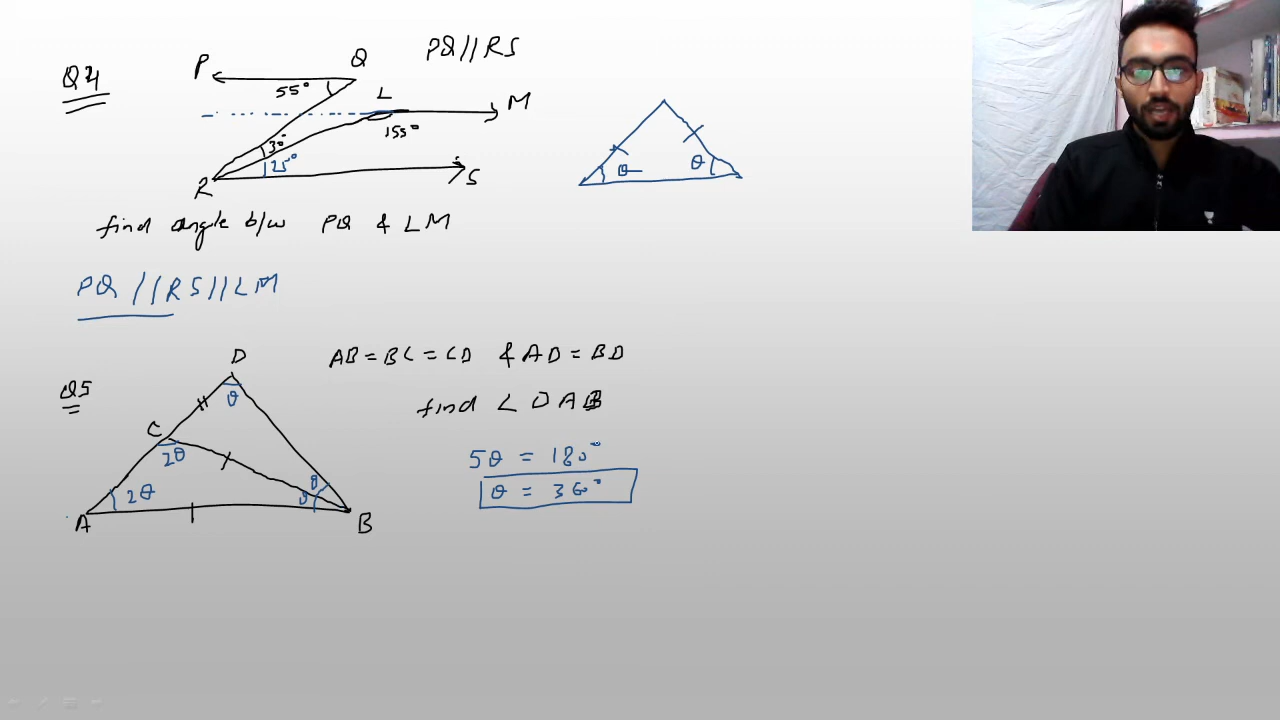 Q4
P
Q
PQ//RS
55°
L
M
155°
30°
25°
R
S
θ
θ
find angle b/w PQ & LM
PQ //RS//LM
Q5
D
AB = BC = CD & AD = BD
find ∠ DAB
θ
C
2θ
2θ
θ
θ
A
B
5θ = 180°
θ = 36°